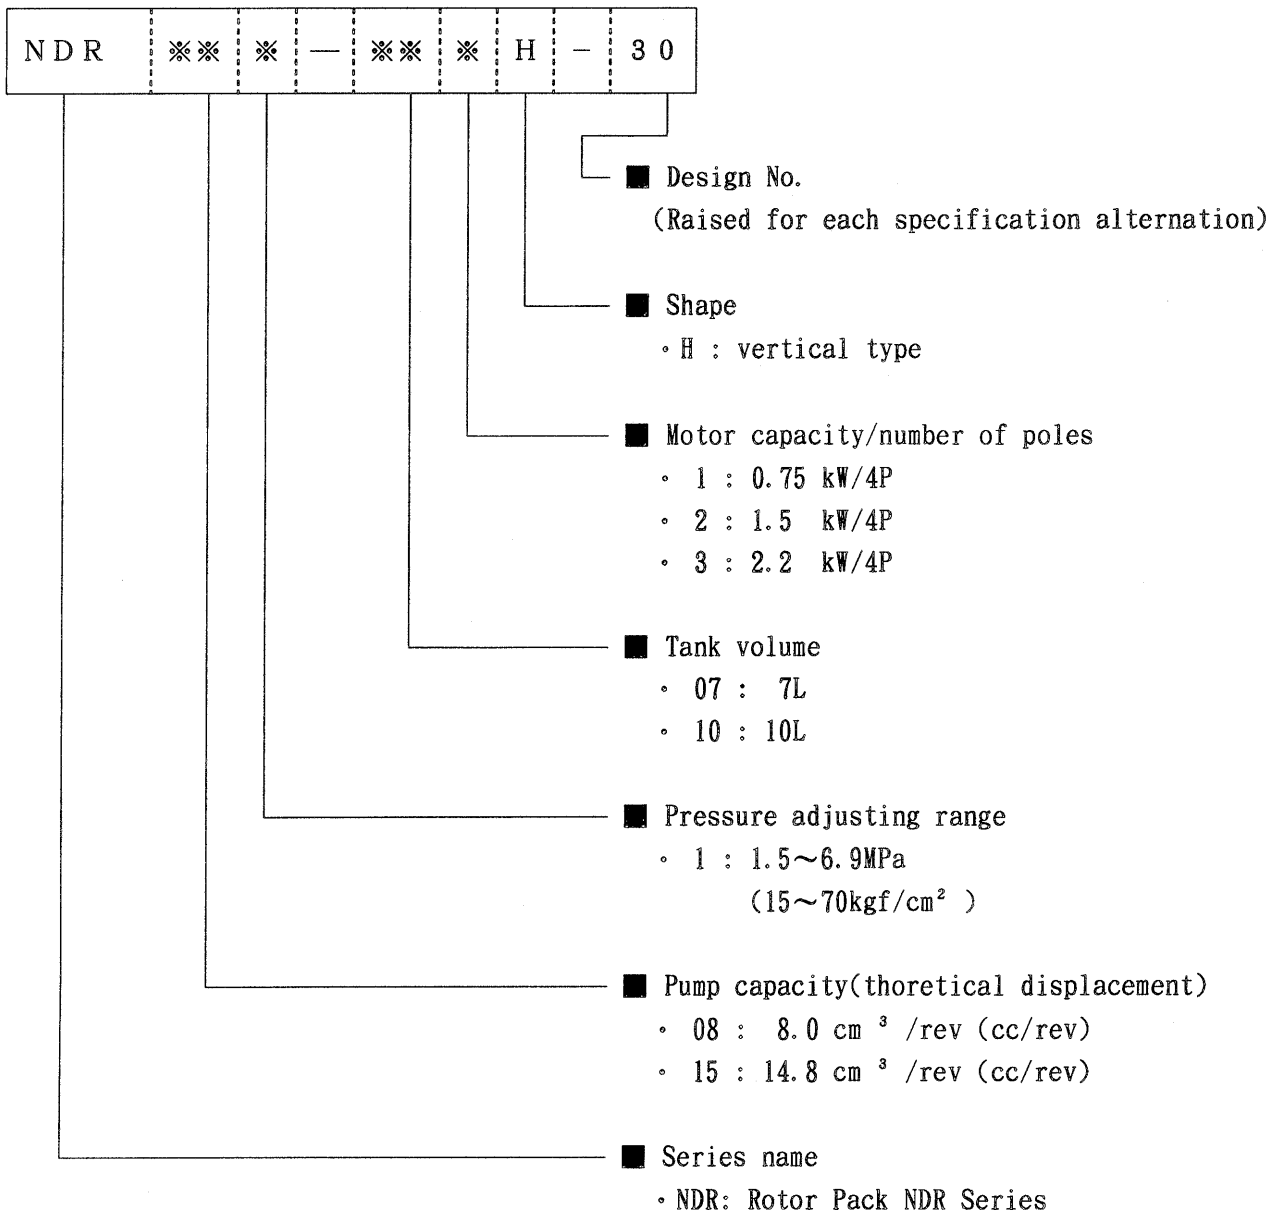 NDR ※※ ※ — ※※ ※ H - 30
■ Design No.
(Raised for each specification alternation)
■ Shape
・H : vertical type
■ Motor capacity/number of poles
・ 1 : 0.75 kW/4P
・ 2 : 1.5 kW/4P
・ 3 : 2.2 kW/4P
■ Tank volume
・ 07 : 7L
・ 10 : 10L
■ Pressure adjusting range
・ 1 : 1.5～6.9MPa
(15～70kgf/cm² )
■ Pump capacity(thoretical displacement)
・ 08 : 8.0 cm ³ /rev (cc/rev)
・ 15 : 14.8 cm ³ /rev (cc/rev)
■ Series name
・NDR: Rotor Pack NDR Series